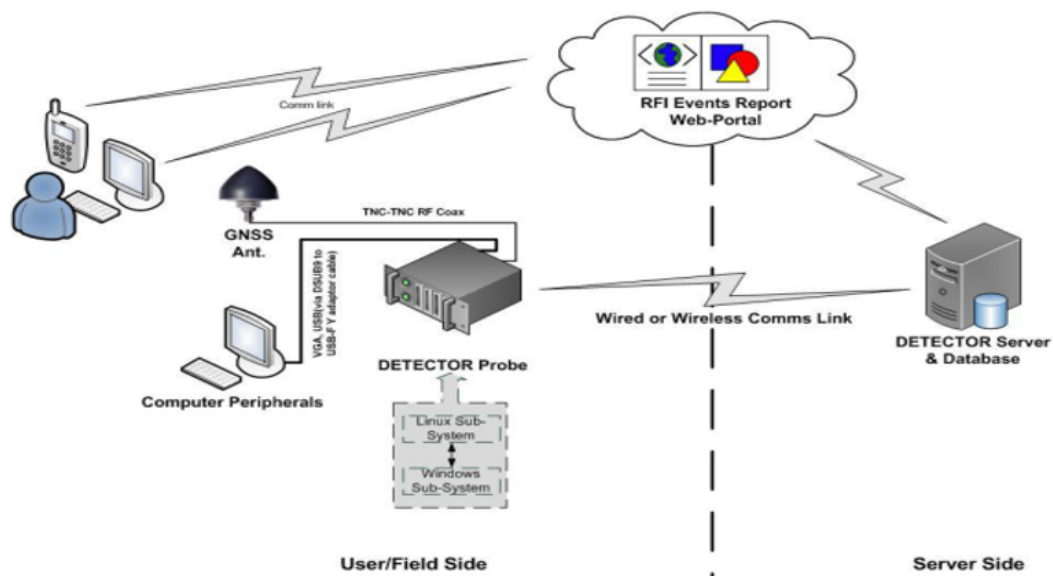 RFI Events Report
Web-Portal
Comm link
TNC-TNC RF Coax
GNSS
Ant.
VGA, USB(via DSUB9 to
USB-F Y adaptor cable)
Wired or Wireless Comms Link
DETECTOR Server
& Database
DETECTOR Probe
Computer Peripherals
Linux Sub-
System
Windows
Sub-System
User/Field Side
Server Side